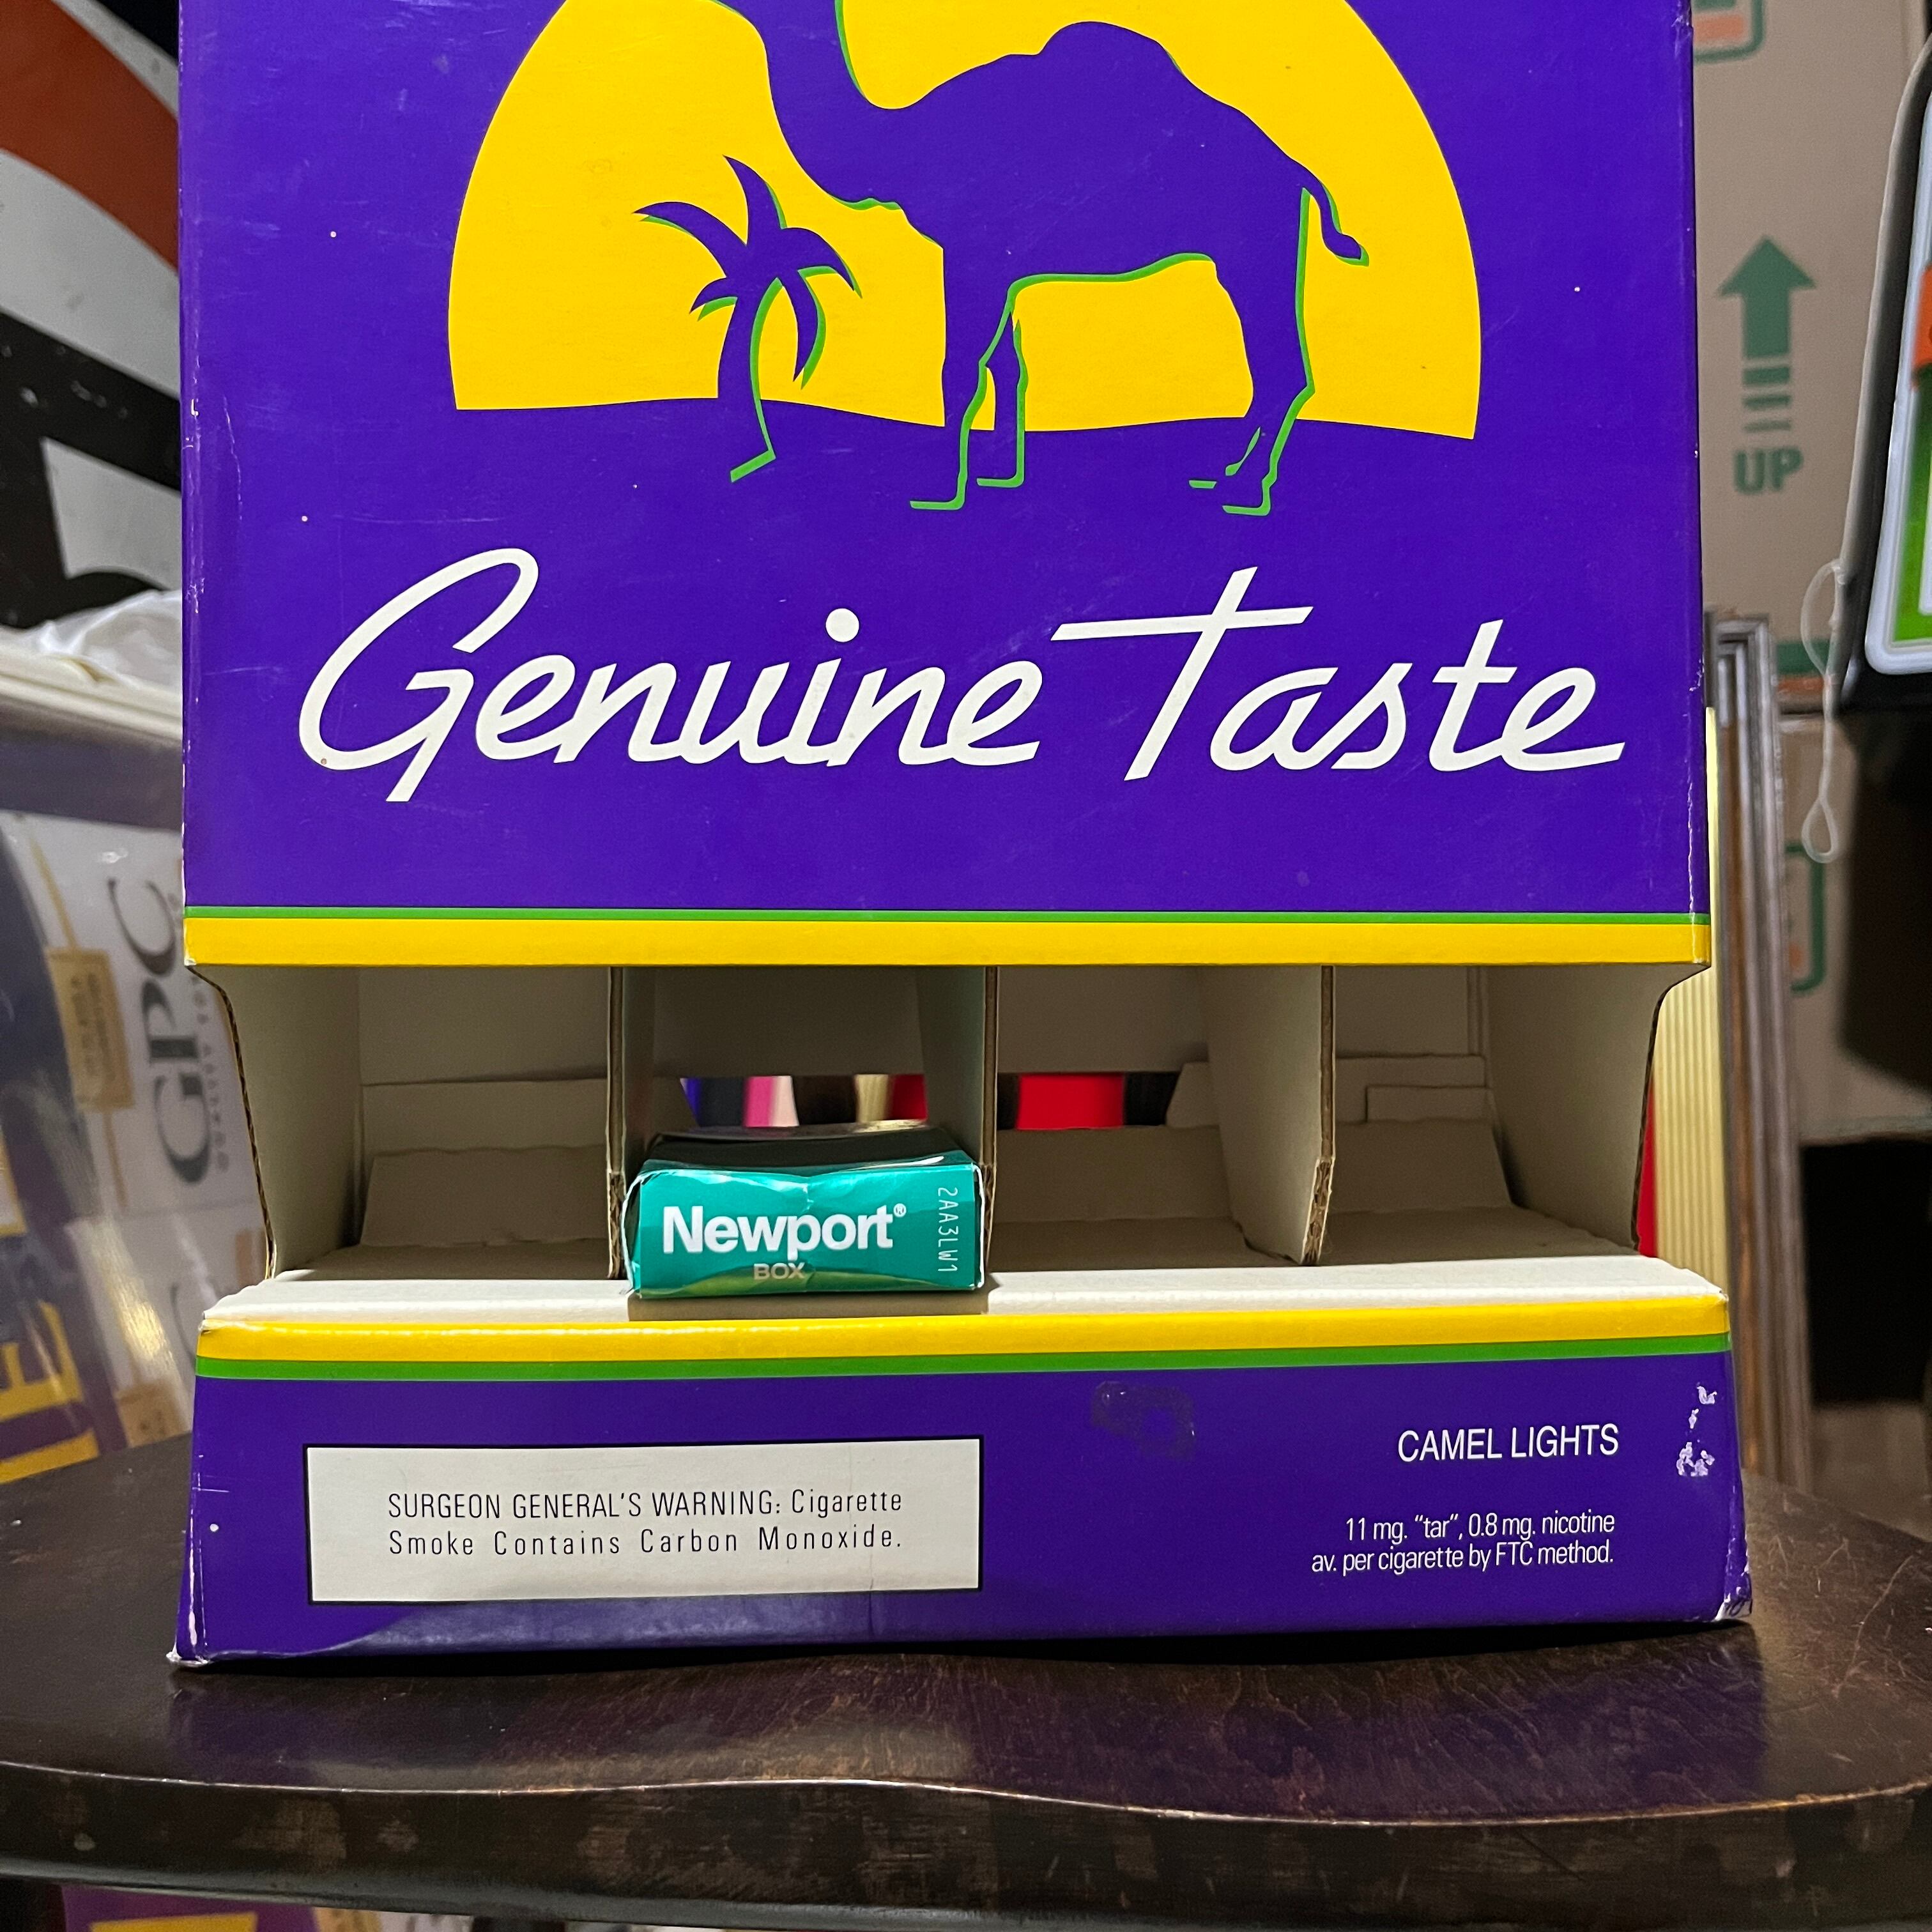 UP
Genuine Taste
GPC
Newport®
BOX
2AA3LW1
CAMEL LIGHTS
SURGEON GENERAL'S WARNING: Cigarette
Smoke Contains Carbon Monoxide.
11 mg. "tar", 0.8 mg. nicotine
av. per cigarette by FTC method.